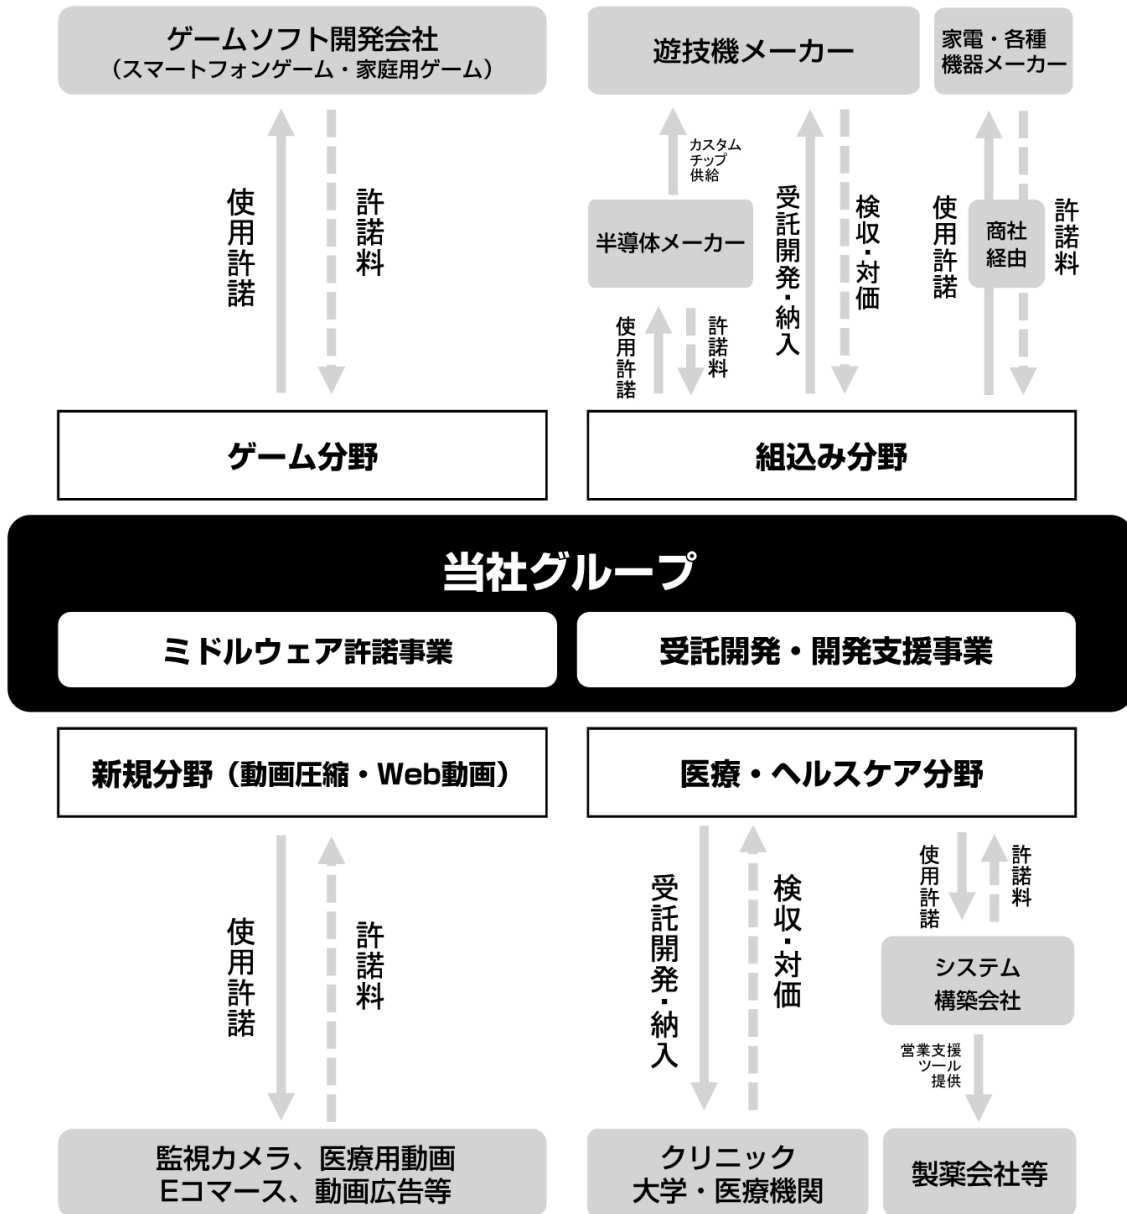 ゲームソフト開発会社
（スマートフォンゲーム・家庭用ゲーム）
遊技機メーカー
家電・各種
機器メーカー
使用許諾
許諾料
カスタム
チップ
供給
半導体メーカー
使用許諾
許諾料
受託開発・納入
検収・対価
使用許諾
商社
経由
許諾料
ゲーム分野
組込み分野
当社グループ
ミドルウェア許諾事業
受託開発・開発支援事業
新規分野（動画圧縮・Web動画）
医療・ヘルスケア分野
使用許諾
許諾料
受託開発・納入
検収・対価
使用許諾
許諾料
システム
構築会社
営業支援
ツール
提供
監視カメラ、医療用動画
Eコマース、動画広告等
クリニック
大学・医療機関
製薬会社等